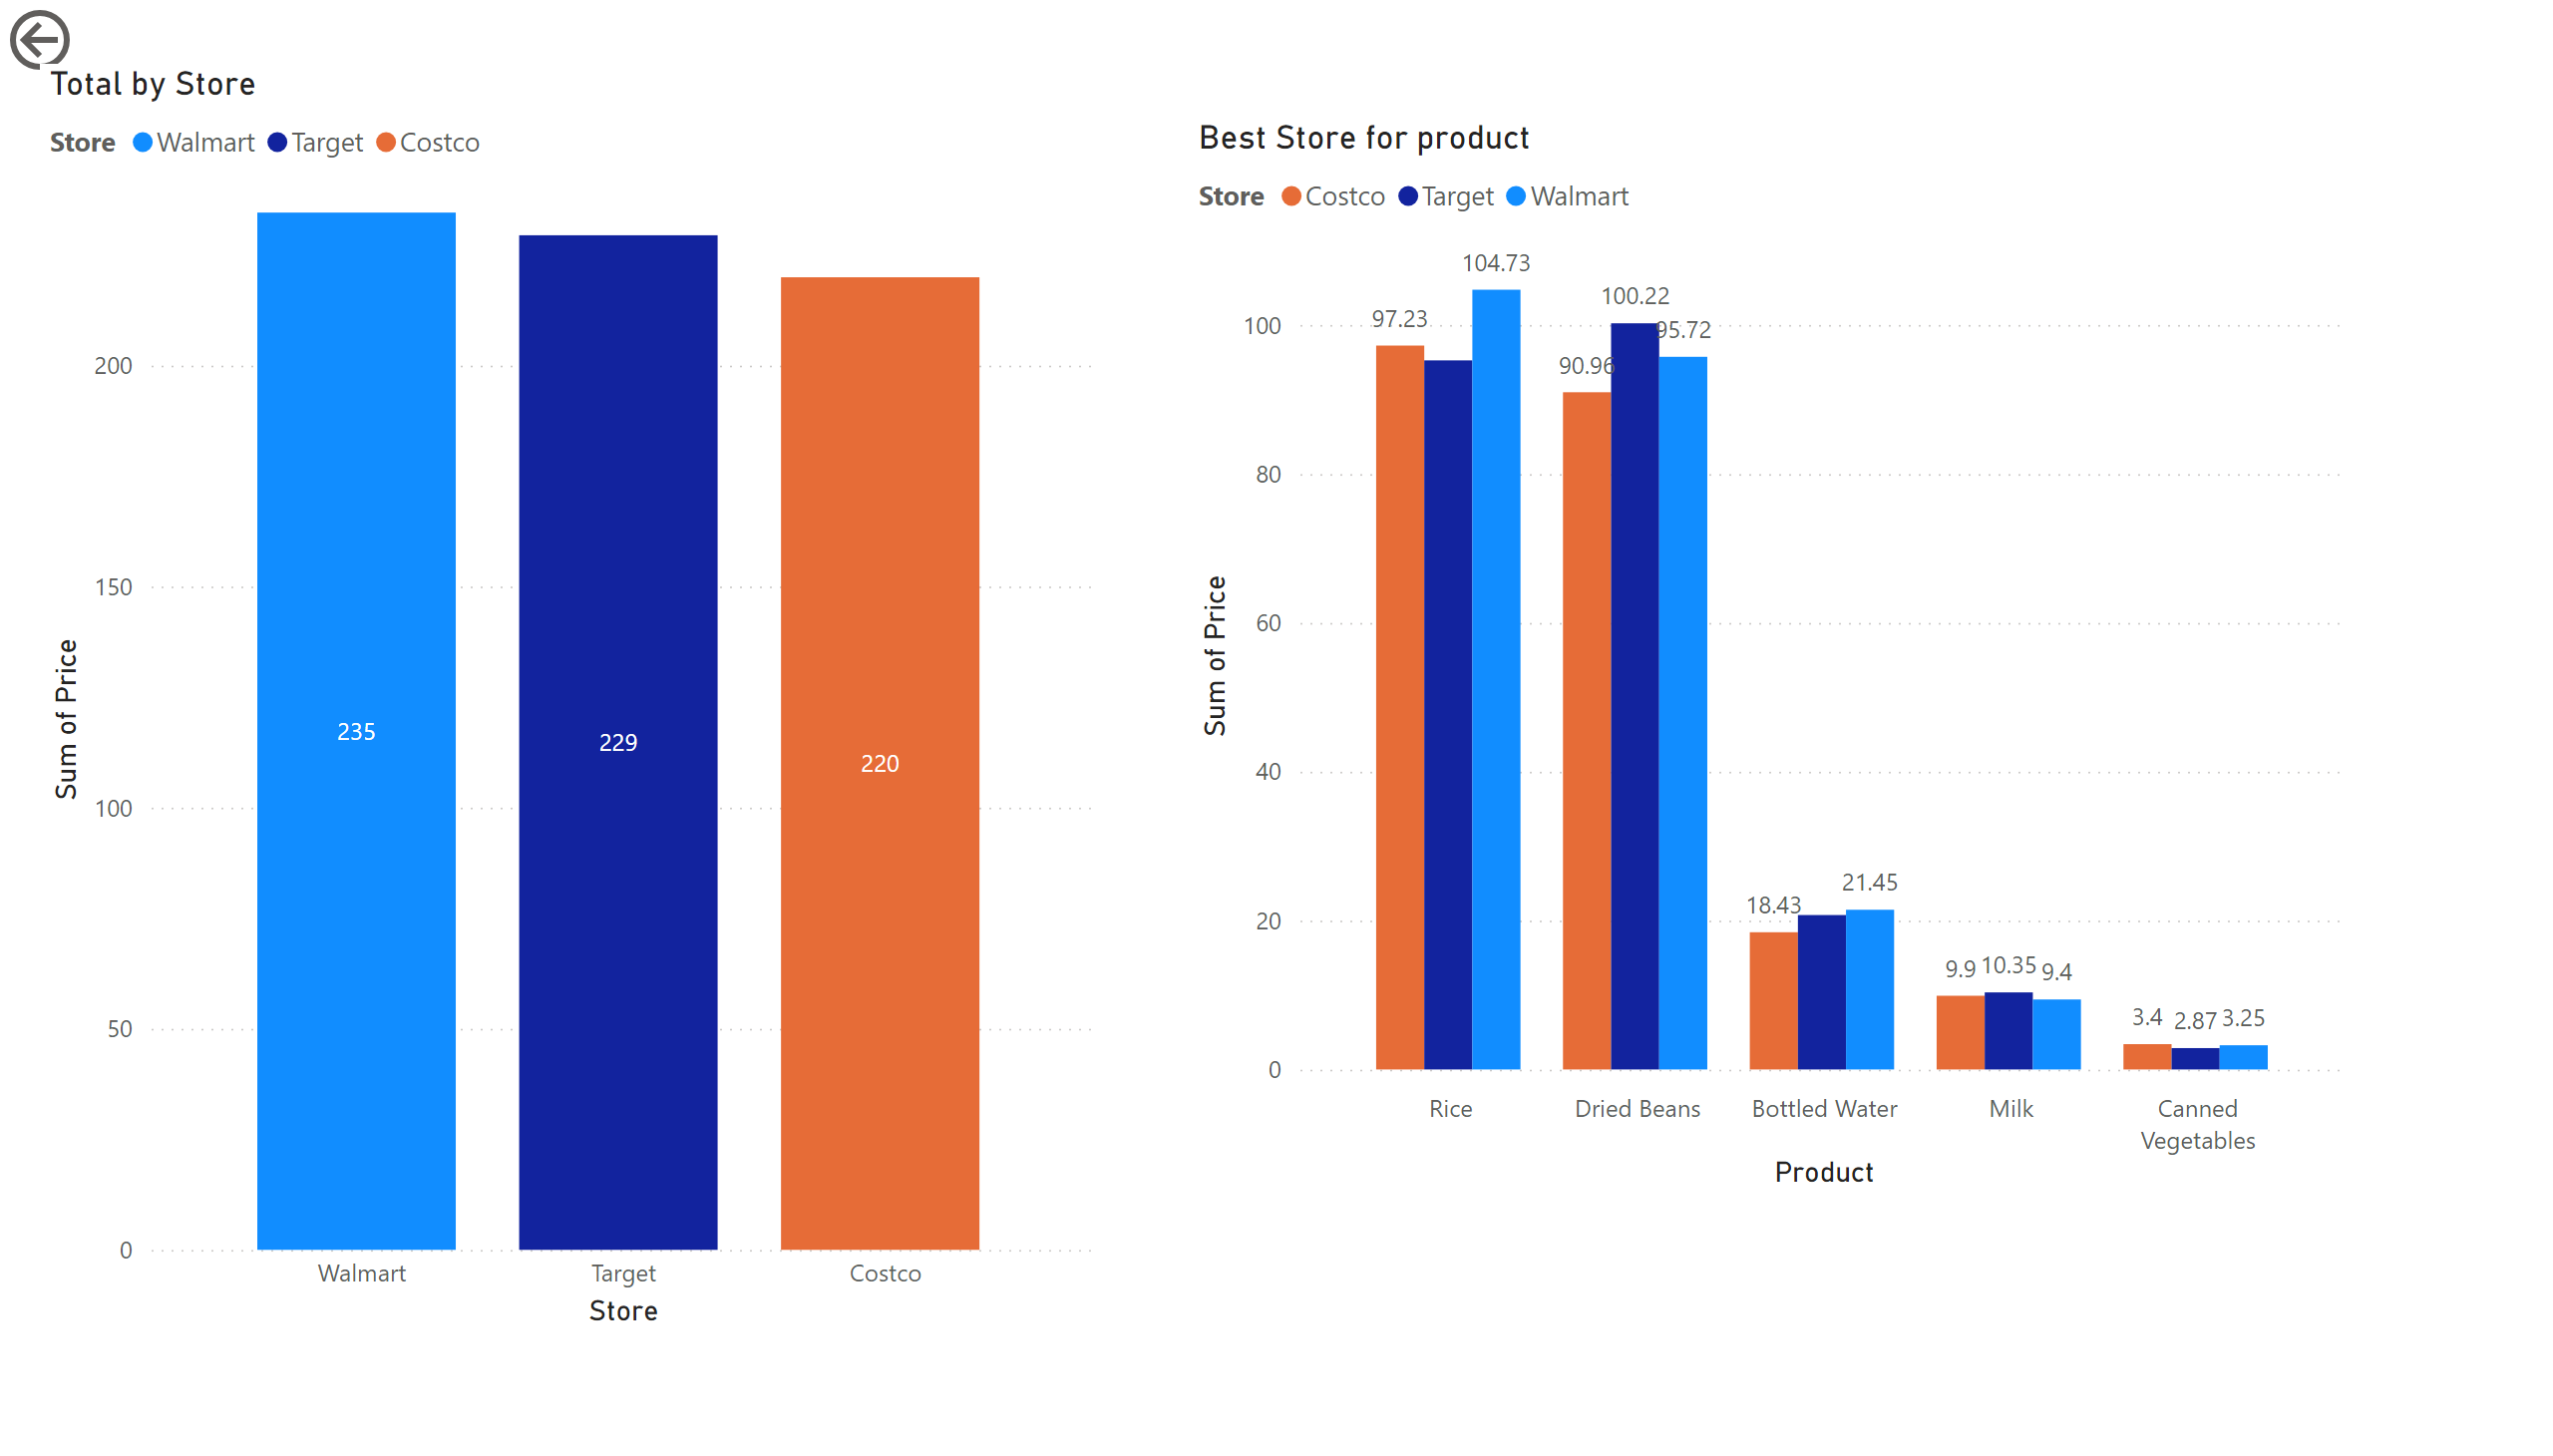 Total by Store
Store Walmart Target Costco
200
150
100
50
0
Sum of Price
235
229
220
Walmart Target Costco
Store
Best Store for product
Store Costco Target Walmart
100
80
60
40
20
0
Sum of Price
97.23 104.73
90.96 100.22 95.72
18.43 21.45
9.9 10.35 9.4
3.4 2.87 3.25
Rice Dried Beans Bottled Water Milk Canned
Vegetables
Product